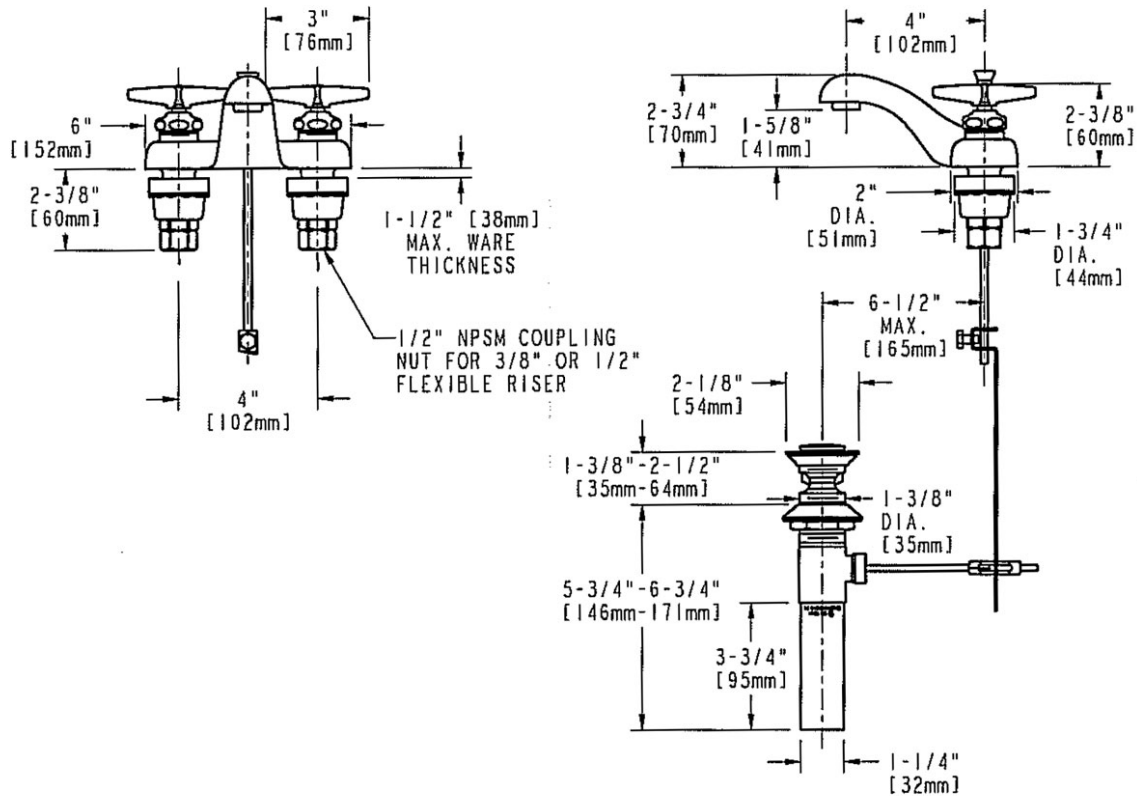 3"
[76mm]
6"
[152mm]
2-3/8"
[60mm]
1-1/2" [38mm]
MAX. WARE
THICKNESS
1/2" NPSM COUPLING
NUT FOR 3/8" OR 1/2"
FLEXIBLE RISER
4"
[102mm]
4"
[102mm]
2-3/4"
[70mm]
1-5/8"
[41mm]
2-3/8"
[60mm]
2"
DIA.
[51mm]
1-3/4"
DIA.
[44mm]
6-1/2"
MAX.
[165mm]
2-1/8"
[54mm]
1-3/8"-2-1/2"
[35mm-64mm]
1-3/8"
DIA.
[35mm]
5-3/4"-6-3/4"
[146mm-171mm]
3-3/4"
[95mm]
1-1/4"
[32mm]